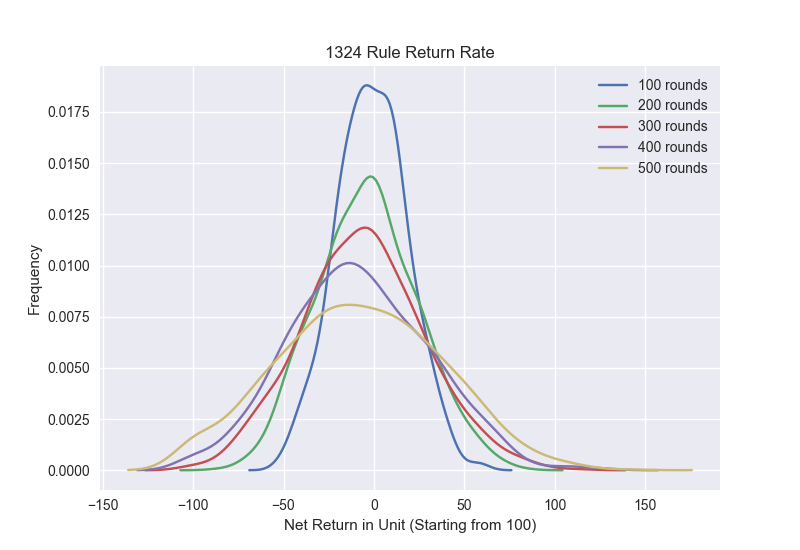 1324 Rule Return Rate
100 rounds
200 rounds
300 rounds
400 rounds
500 rounds
Frequency
0.0175
0.0150
0.0125
0.0100
0.0075
0.0050
0.0025
0.0000
−150 −100 −50 0 50 100 150
Net Return in Unit (Starting from 100)